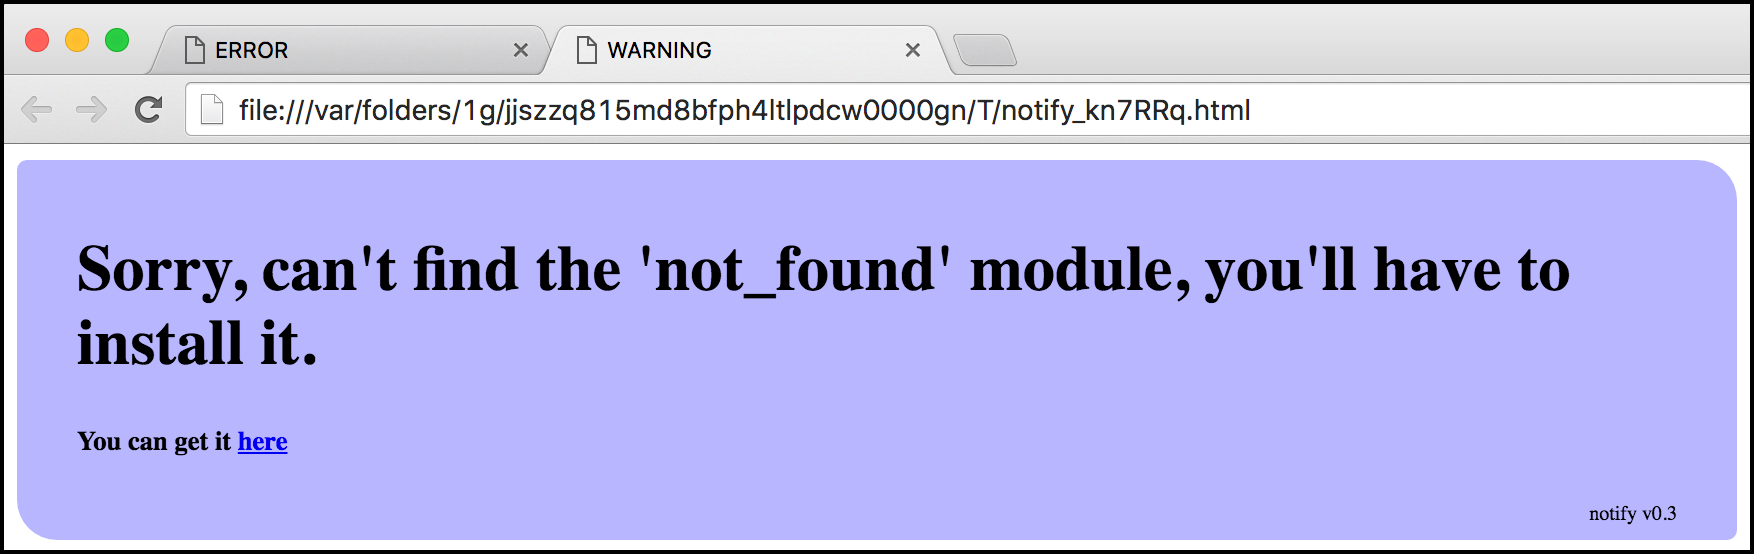 ERROR
WARNING
file:///var/folders/1g/jjszzq815md8bfph4ltlpdcw0000gn/T/notify_kn7RRq.html
Sorry, can't find the 'not_found' module, you'll have to
install it.
You can get it here
notify v0.3